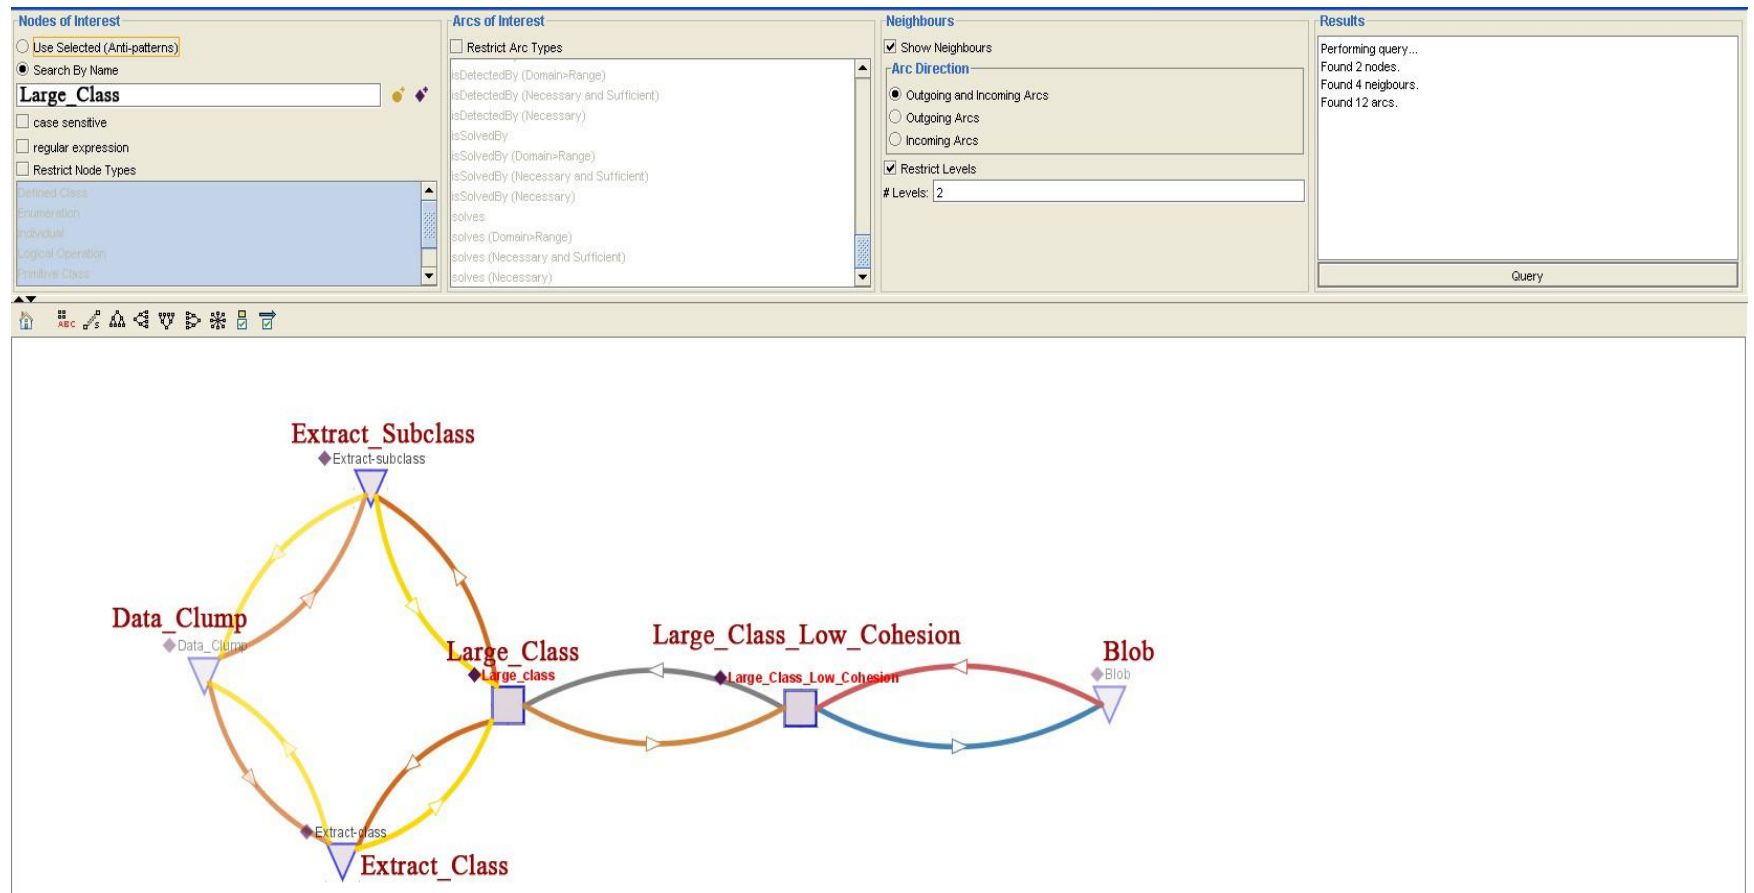 Nodes of Interest
Use Selected (Anti-patterns)
Search By Name
Large_Class
case sensitive
regular expression
Restrict Node Types
Defined Class
Enumeration
Individual
Logical Operation
Primitive Class
Arcs of Interest
Restrict Arc Types
isDetectedBy (Domain>Range)
isDetectedBy (Necessary and Sufficient)
isDetectedBy (Necessary)
isSolvedBy
isSolvedBy (Domain>Range)
isSolvedBy (Necessary and Sufficient)
isSolvedBy (Necessary)
solves
solves (Domain>Range)
solves (Necessary and Sufficient)
solves (Necessary)
Neighbours
Show Neighbours
Arc Direction
Outgoing and Incoming Arcs
Outgoing Arcs
Incoming Arcs
Restrict Levels
# Levels: 2
Results
Performing query...
Found 2 nodes.
Found 4 neigbours.
Found 12 arcs.
Query
ABC
S
Extract_Subclass
Extract-subclass
Data_Clump
Data_Clump
Large_Class
Large_class
Large_Class_Low_Cohesion
Large_Class_Low_Cohesion
Blob
Blob
Extract-class
Extract_Class